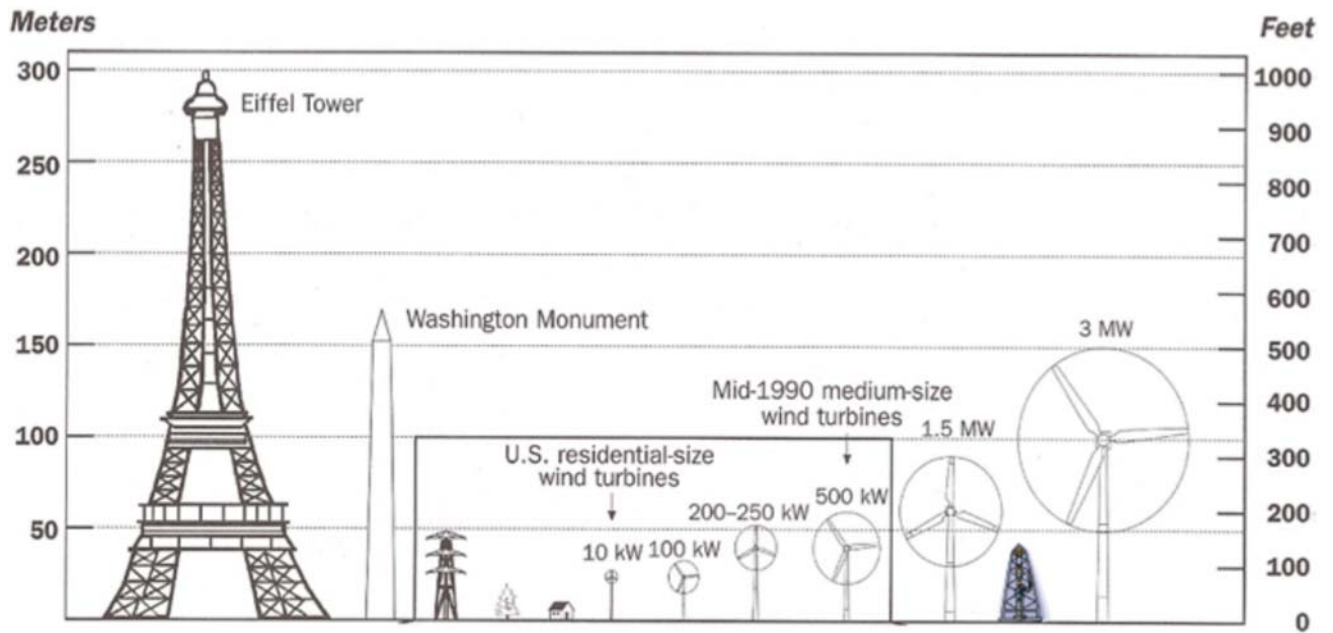 Meters
Feet
300
250
200
150
100
50
1000
900
800
700
600
500
400
300
200
100
0
Eiffel Tower
Washington Monument
U.S. residential-size
wind turbines
10 kW
100 kW
200–250 kW
Mid-1990 medium-size
wind turbines
500 kW
1.5 MW
3 MW